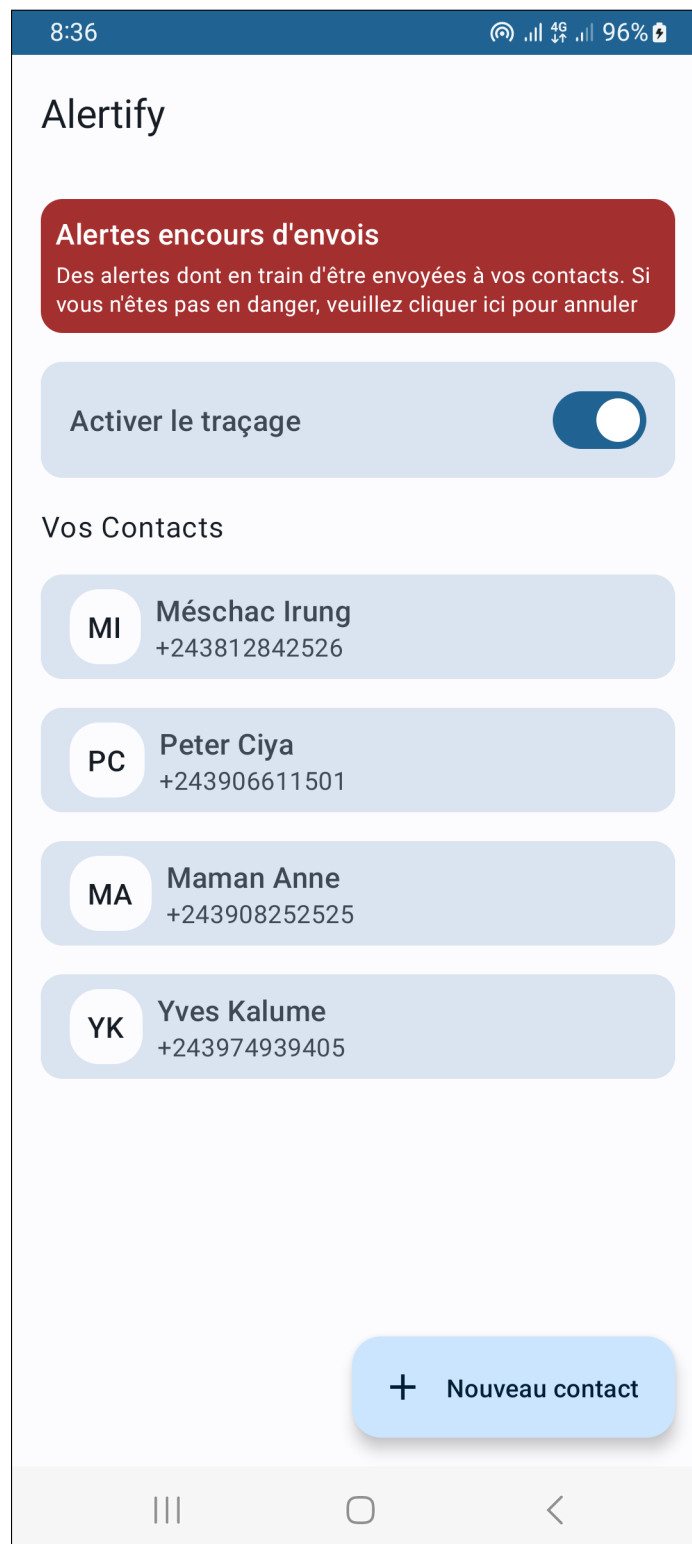 8:36 4G 96%
Alertify
Alertes encours d'envois
Des alertes dont en train d'être envoyées à vos contacts. Si
vous n'êtes pas en danger, veuillez cliquer ici pour annuler
Activer le traçage
Vos Contacts
MI
Méschac Irung
+243812842526
PC
Peter Ciya
+243906611501
MA
Maman Anne
+243908252525
YK
Yves Kalume
+243974939405
+ Nouveau contact